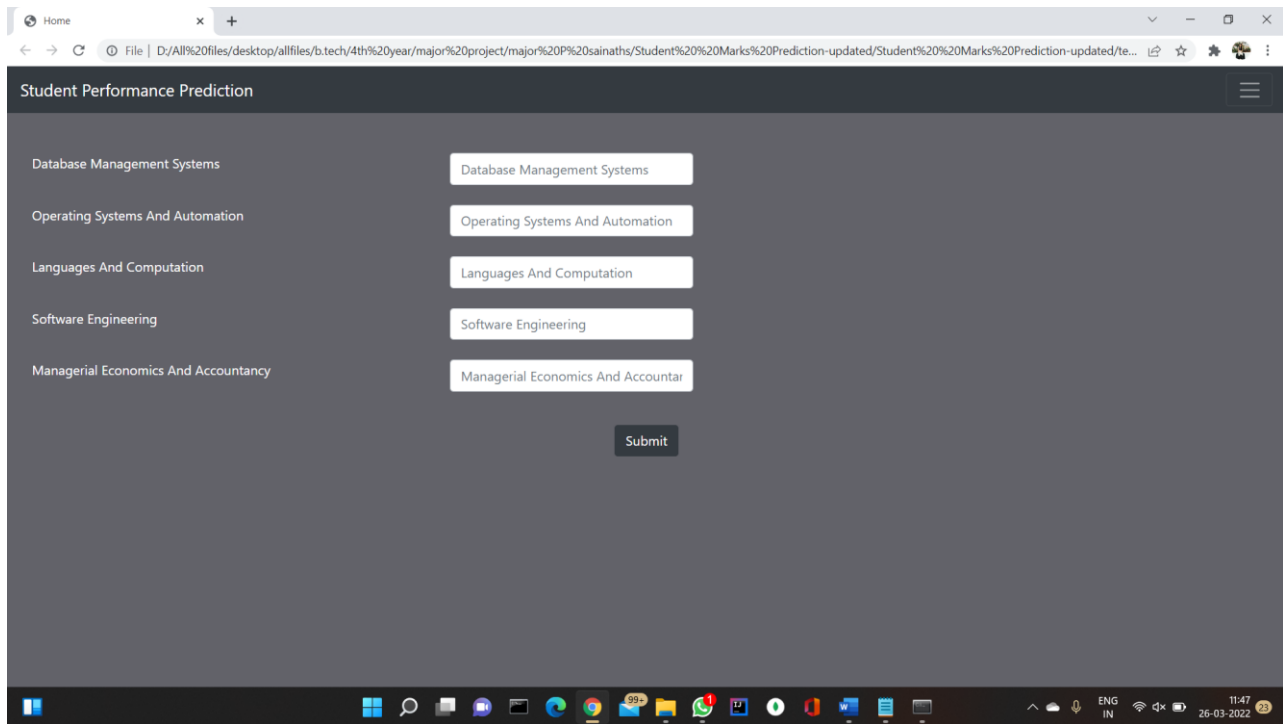 Home
File | D:/All%20files/desktop/allfiles/b.tech/4th%20year/major%20project/major%20P%20sainaths/Student%20%20Marks%20Prediction-updated/Student%20%20Marks%20Prediction-updated/te...
Student Performance Prediction
Database Management Systems
Database Management Systems
Operating Systems And Automation
Operating Systems And Automation
Languages And Computation
Languages And Computation
Software Engineering
Software Engineering
Managerial Economics And Accountancy
Managerial Economics And Accountar
Submit
99+
1
ENG
IN
11:47
26-03-2022
23